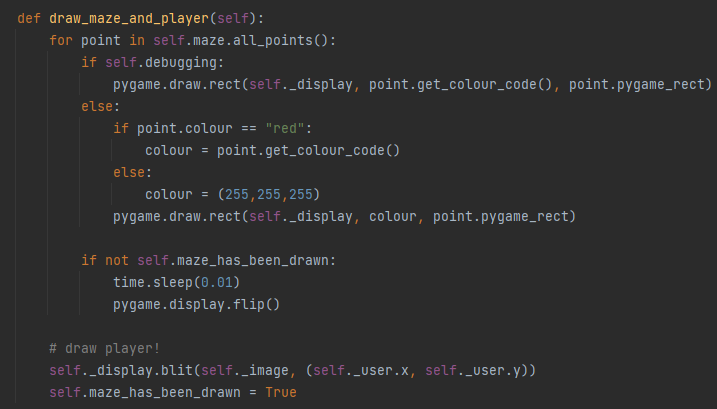 def draw_maze_and_player(self):
    for point in self.maze.all_points():
        if self.debugging:
            pygame.draw.rect(self._display, point.get_colour_code(), point.pygame_rect)
        else:
            if point.colour == "red":
                colour = point.get_colour_code()
            else:
                colour = (255,255,255)
            pygame.draw.rect(self._display, colour, point.pygame_rect)

        if not self.maze_has_been_drawn:
            time.sleep(0.01)
            pygame.display.flip()

    # draw player!
    self._display.blit(self._image, (self._user.x, self._user.y))
    self.maze_has_been_drawn = True